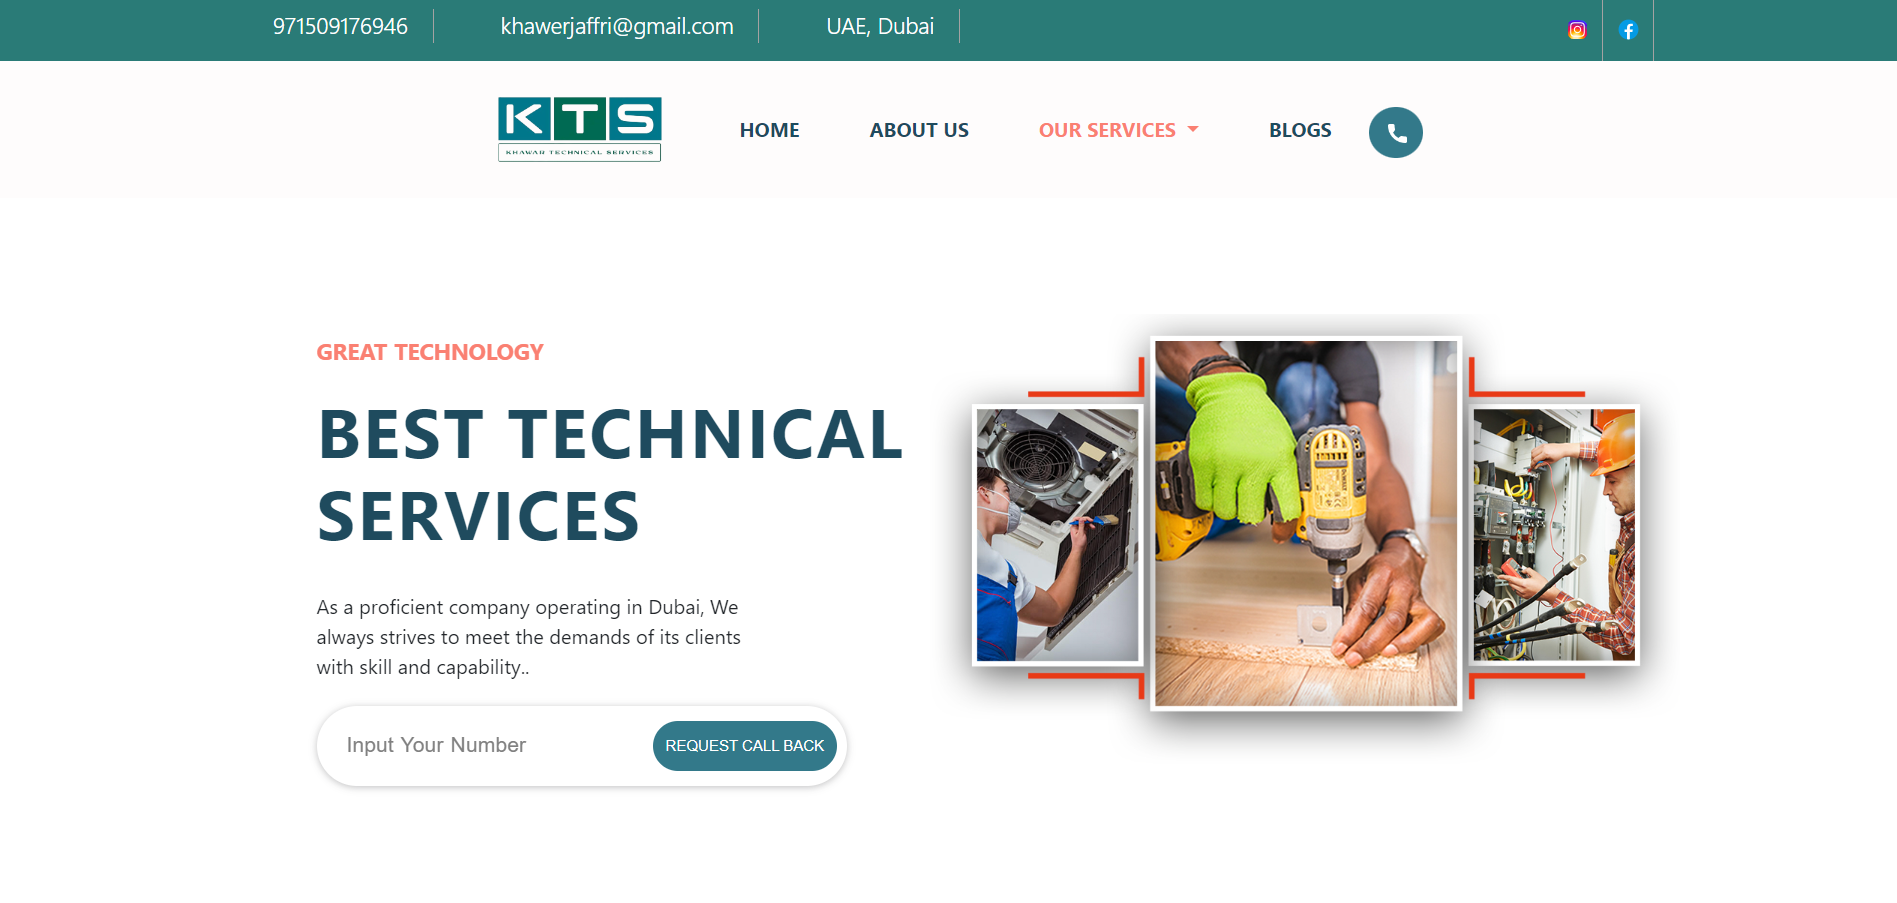 971509176946
khawerjaffri@gmail.com
UAE, Dubai
KTS
KHAWAR TECHNICAL SERVICES
HOME
ABOUT US
OUR SERVICES
BLOGS
GREAT TECHNOLOGY
BEST TECHNICAL
SERVICES
As a proficient company operating in Dubai, We
always strives to meet the demands of its clients
with skill and capability..
Input Your Number
REQUEST CALL BACK